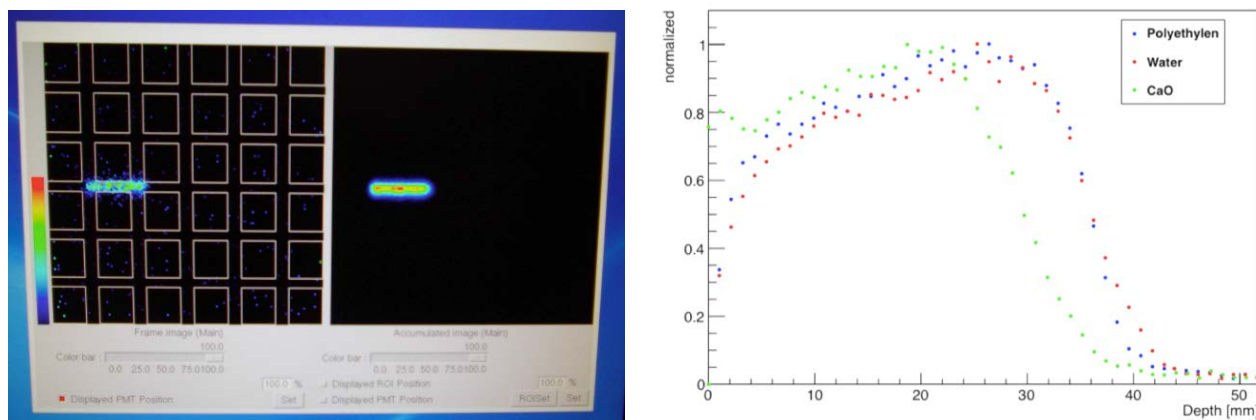 Frame image (Main)
Accumulated image (Main)
100.0
100.0
Color bar :
Color bar :
0.0 25.0 50.0 75.0 100.0
0.0 25.0 50.0 75.0 100.0
100.0 %
Displayed ROI Position
100.0 %
Displayed PMT Position
Set
Displayed PMT Position
ROISet
Set
normalized
1
0.8
0.6
0.4
0.2
0
Polyethylen
Water
CaO
0 10 20 30 40 50
Depth [mm